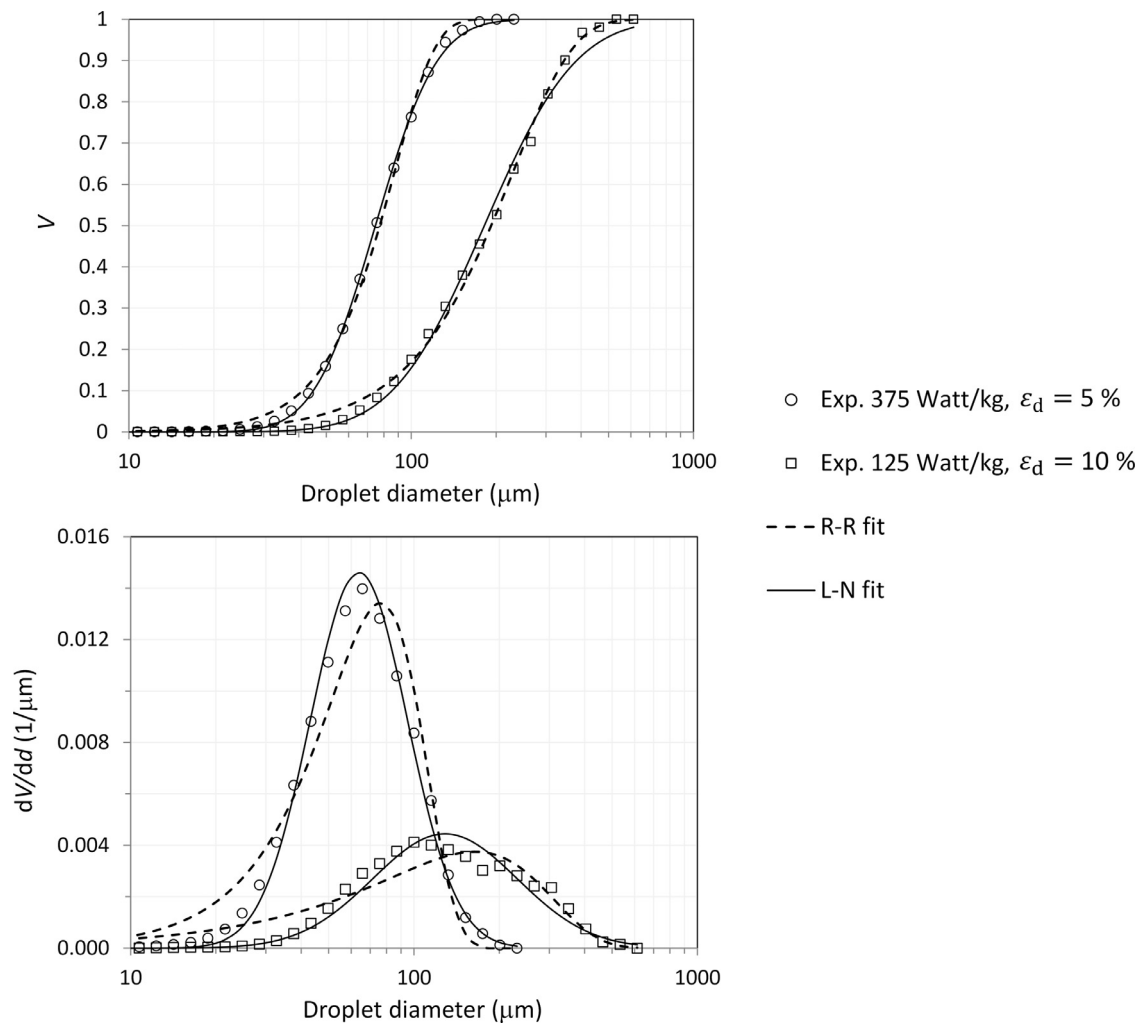 1
0.9
0.8
0.7
0.6
0.5
0.4
0.3
0.2
0.1
0
V
10 100 1000
Droplet diameter (μm)
Exp. 375 Watt/kg, εd = 5 %
Exp. 125 Watt/kg, εd = 10 %
R-R fit
L-N fit
0.016
0.012
0.008
0.004
0.000
dV/dd (1/μm)
10 100 1000
Droplet diameter (μm)